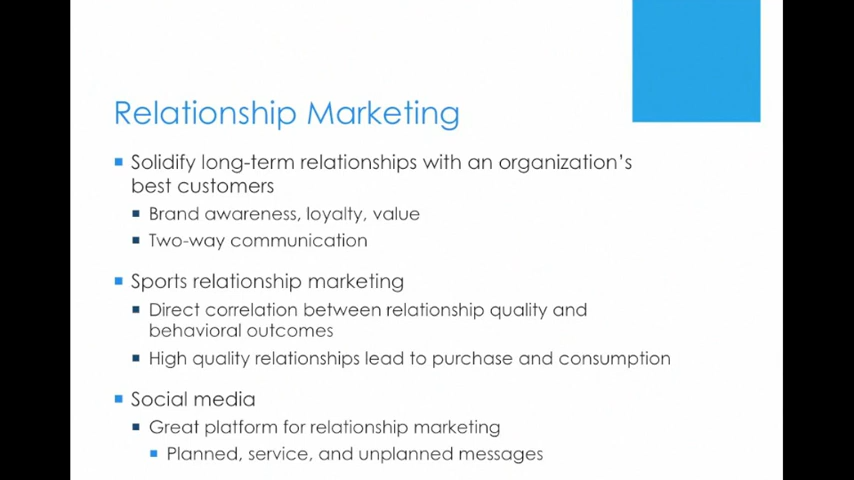 Relationship Marketing
Solidify long-term relationships with an organization's
best customers
Brand awareness, loyalty, value
Two-way communication
Sports relationship marketing
Direct correlation between relationship quality and
behavioral outcomes
High quality relationships lead to purchase and consumption
Social media
Great platform for relationship marketing
Planned, service, and unplanned messages